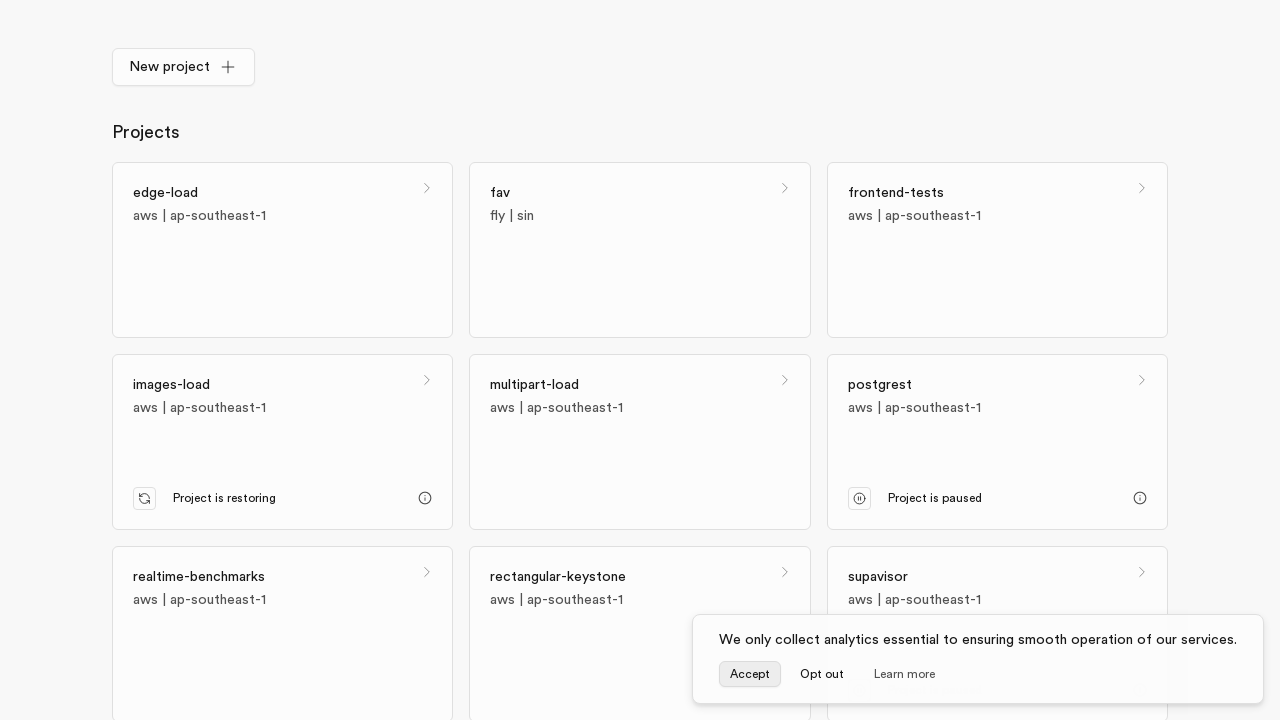 New project
Projects
edge-load
aws | ap-southeast-1
fav
fly | sin
frontend-tests
aws | ap-southeast-1
images-load
aws | ap-southeast-1
Project is restoring
multipart-load
aws | ap-southeast-1
postgrest
aws | ap-southeast-1
Project is paused
realtime-benchmarks
aws | ap-southeast-1
rectangular-keystone
aws | ap-southeast-1
supavisor
aws | ap-southeast-1
We only collect analytics essential to ensuring smooth operation of our services.
Accept
Opt out
Learn more